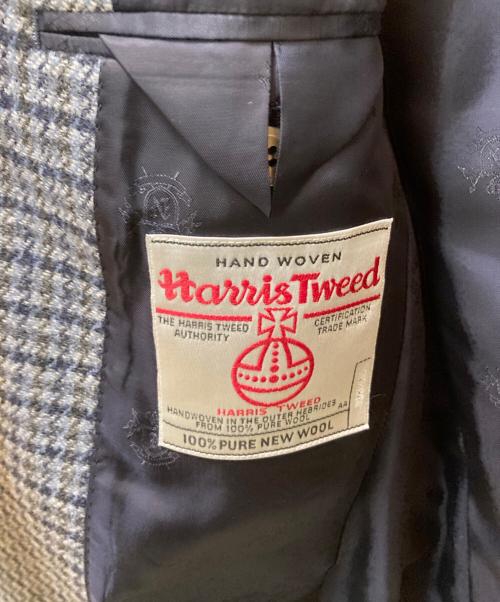 HAND WOVEN
Harris Tweed
THE HARRIS TWEED AUTHORITY
CERTIFICATION TRADE MARK
HARRIS TWEED
HANDWOVEN IN THE OUTER HEBRIDES AA
FROM 100% PURE WOOL
100% PURE NEW WOOL